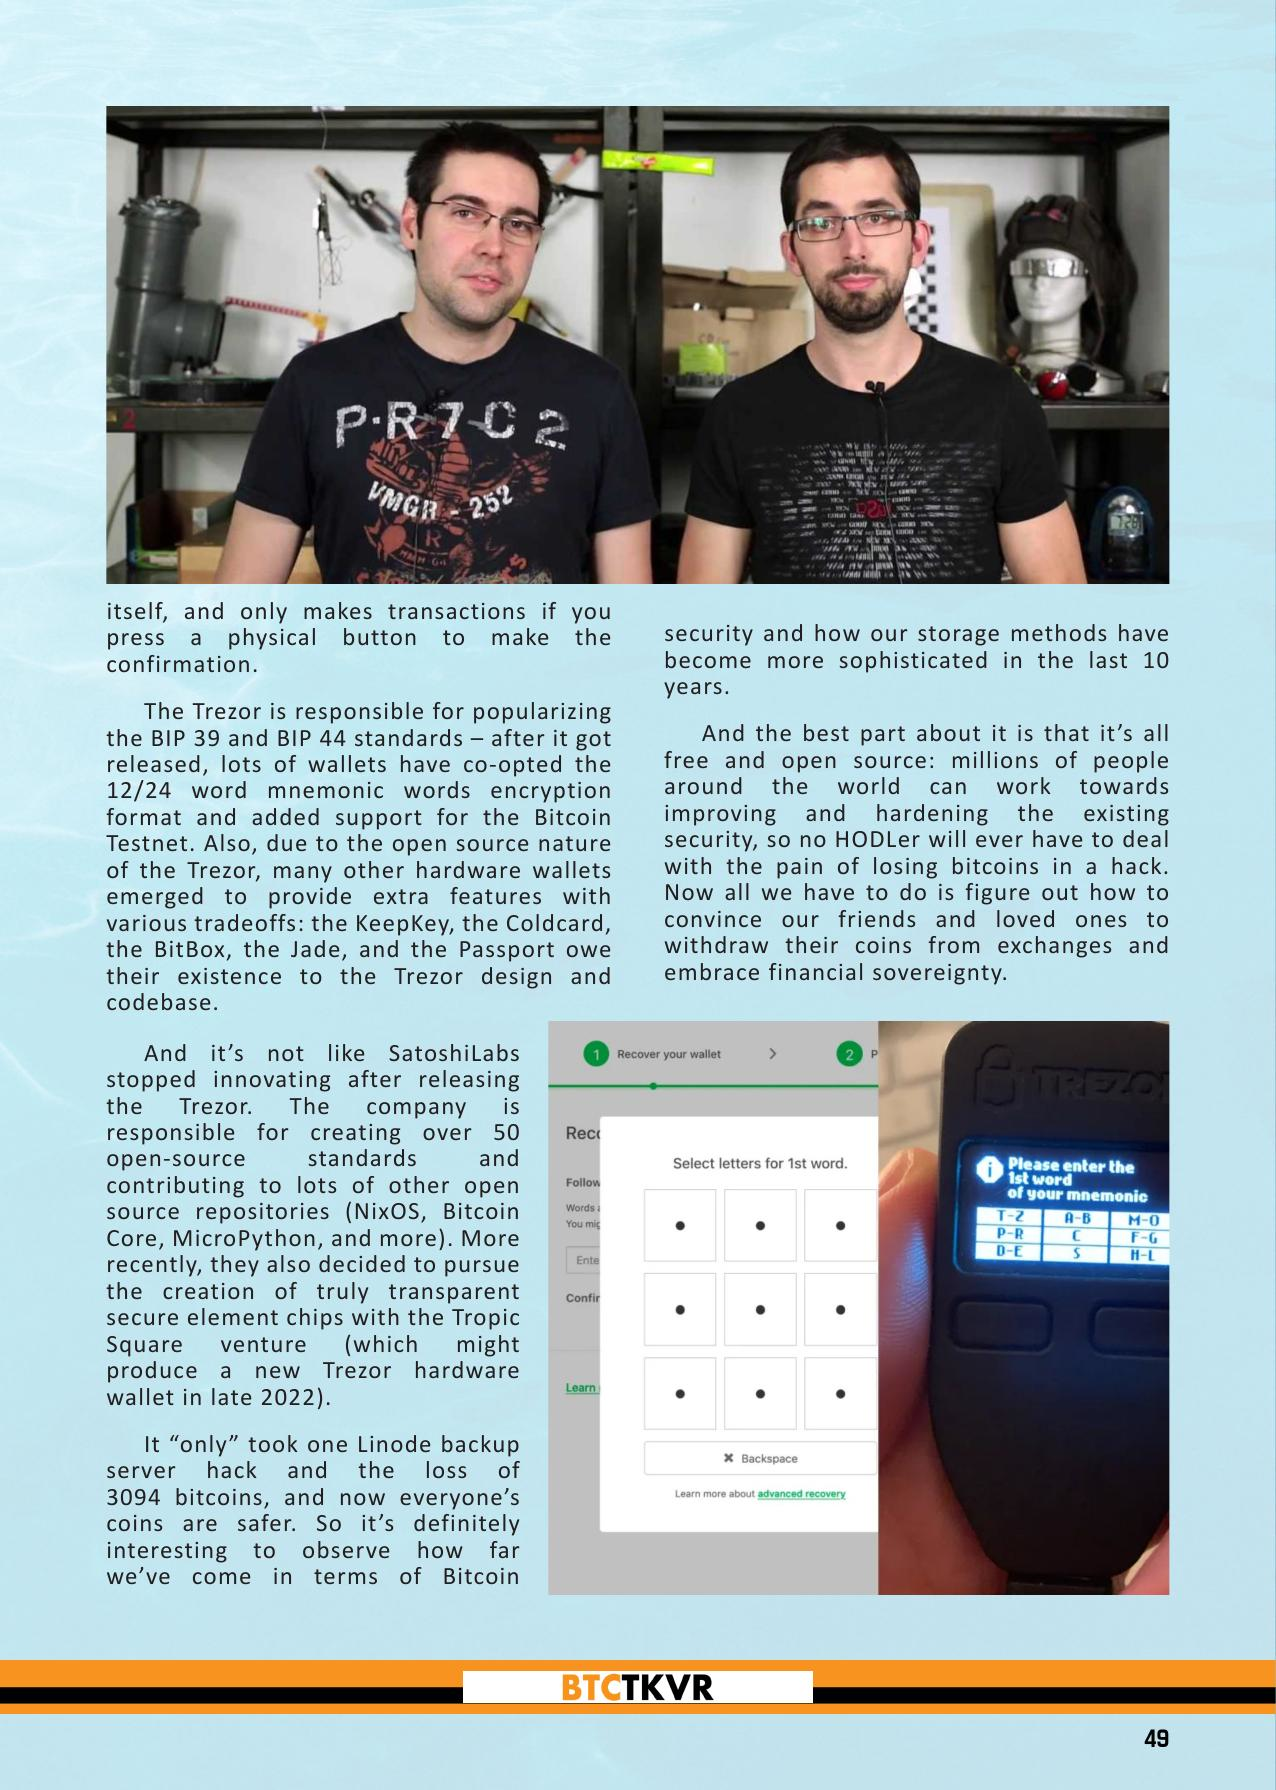 P·R7C2
VMGR - 252
R
2
itself, and only makes transactions if you
press a physical button to make the
confirmation.
The Trezor is responsible for popularizing
the BIP 39 and BIP 44 standards – after it got
released, lots of wallets have co-opted the
12/24 word mnemonic words encryption
format and added support for the Bitcoin
Testnet. Also, due to the open source nature
of the Trezor, many other hardware wallets
emerged to provide extra features with
various tradeoffs: the KeepKey, the Coldcard,
the BitBox, the Jade, and the Passport owe
their existence to the Trezor design and
codebase.
And it’s not like SatoshiLabs
stopped innovating after releasing
the Trezor. The company is
responsible for creating over 50
open-source standards and
contributing to lots of other open
source repositories (NixOS, Bitcoin
Core, MicroPython, and more). More
recently, they also decided to pursue
the creation of truly transparent
secure element chips with the Tropic
Square venture (which might
produce a new Trezor hardware
wallet in late 2022).
It “only” took one Linode backup
server hack and the loss of
3094 bitcoins, and now everyone’s
coins are safer. So it’s definitely
interesting to observe how far
we’ve come in terms of Bitcoin
security and how our storage methods have
become more sophisticated in the last 10
years.
And the best part about it is that it’s all
free and open source: millions of people
around the world can work towards
improving and hardening the existing
security, so no HODLer will ever have to deal
with the pain of losing bitcoins in a hack.
Now all we have to do is figure out how to
convince our friends and loved ones to
withdraw their coins from exchanges and
embrace financial sovereignty.
1 Recover your wallet > 2 P
Reco
Follow
Words a
You mig
Ente
Confir
Learn
Select letters for 1st word.
✖ Backspace
Learn more about advanced recovery
TREZO
Please enter the
1st word
of your mnemonic
T-Z A-B M-O
P-R C F-G
D-E S H-L
BTCTKVR
49